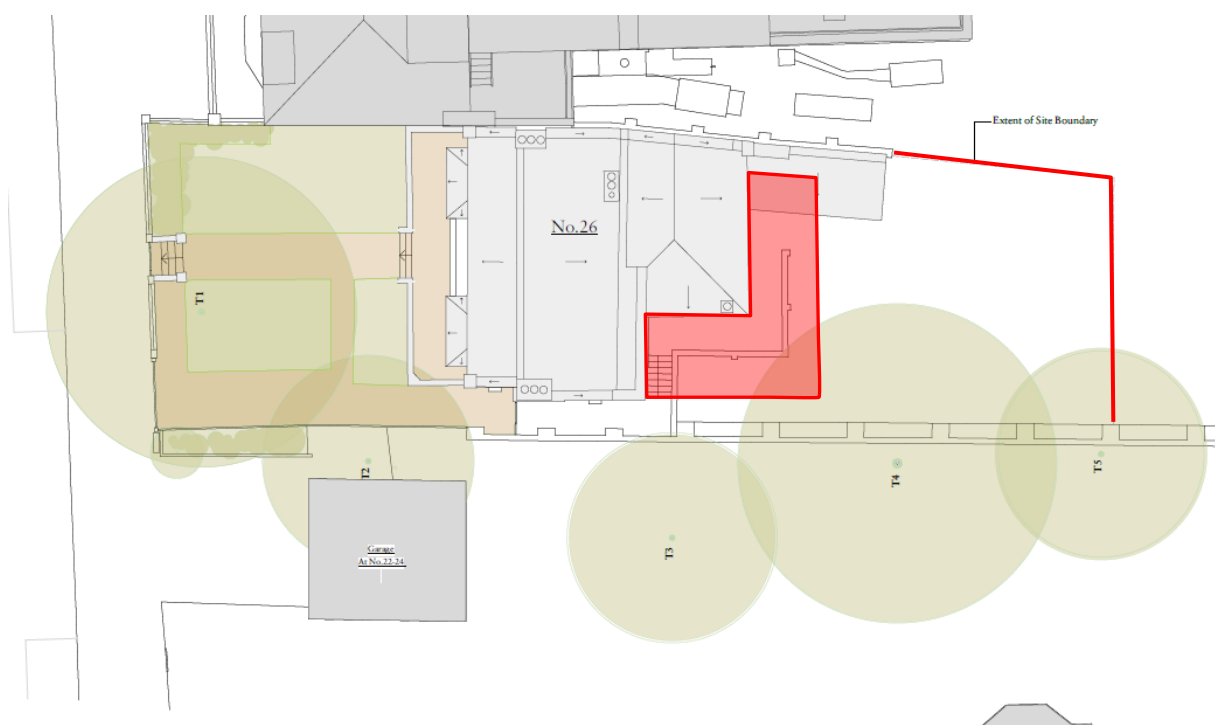 Extent of Site Boundary
No.26
T1
T2
T5
T4
T3
Garage
At No.22-24